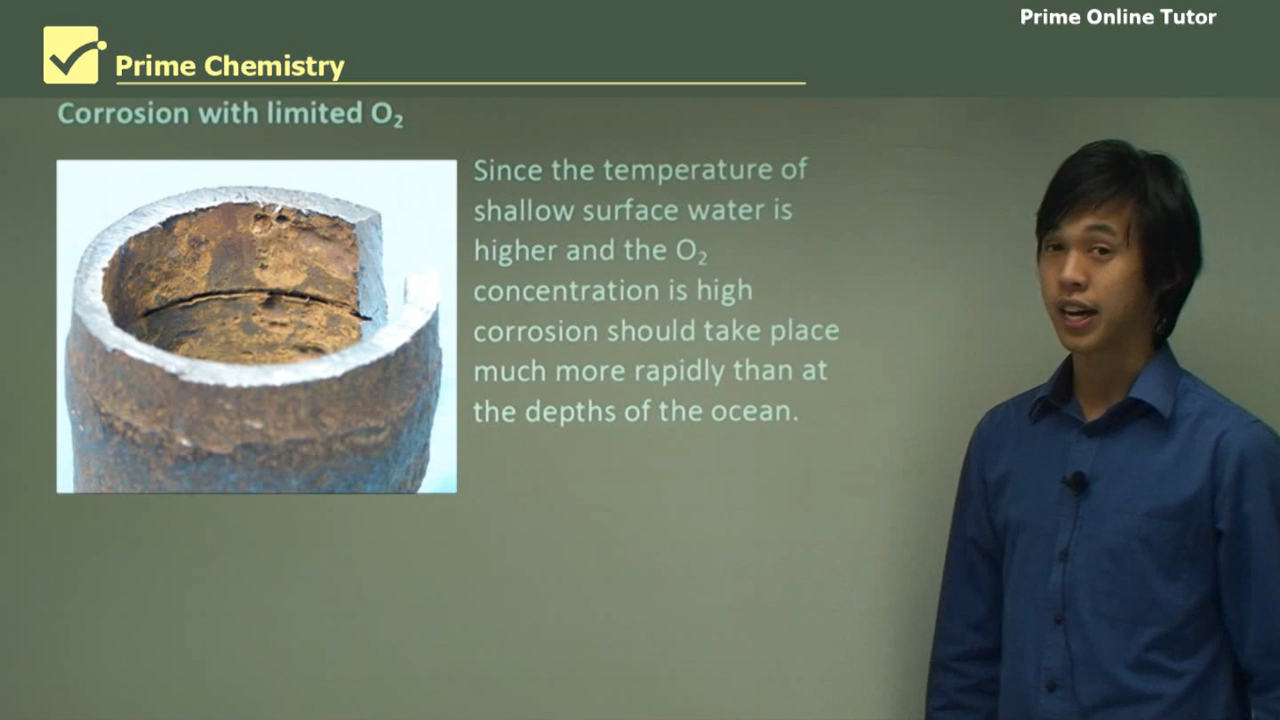 Prime Online Tutor
Prime Chemistry
Corrosion with limited O₂
Since the temperature of
shallow surface water is
higher and the O₂
concentration is high
corrosion should take place
much more rapidly than at
the depths of the ocean.